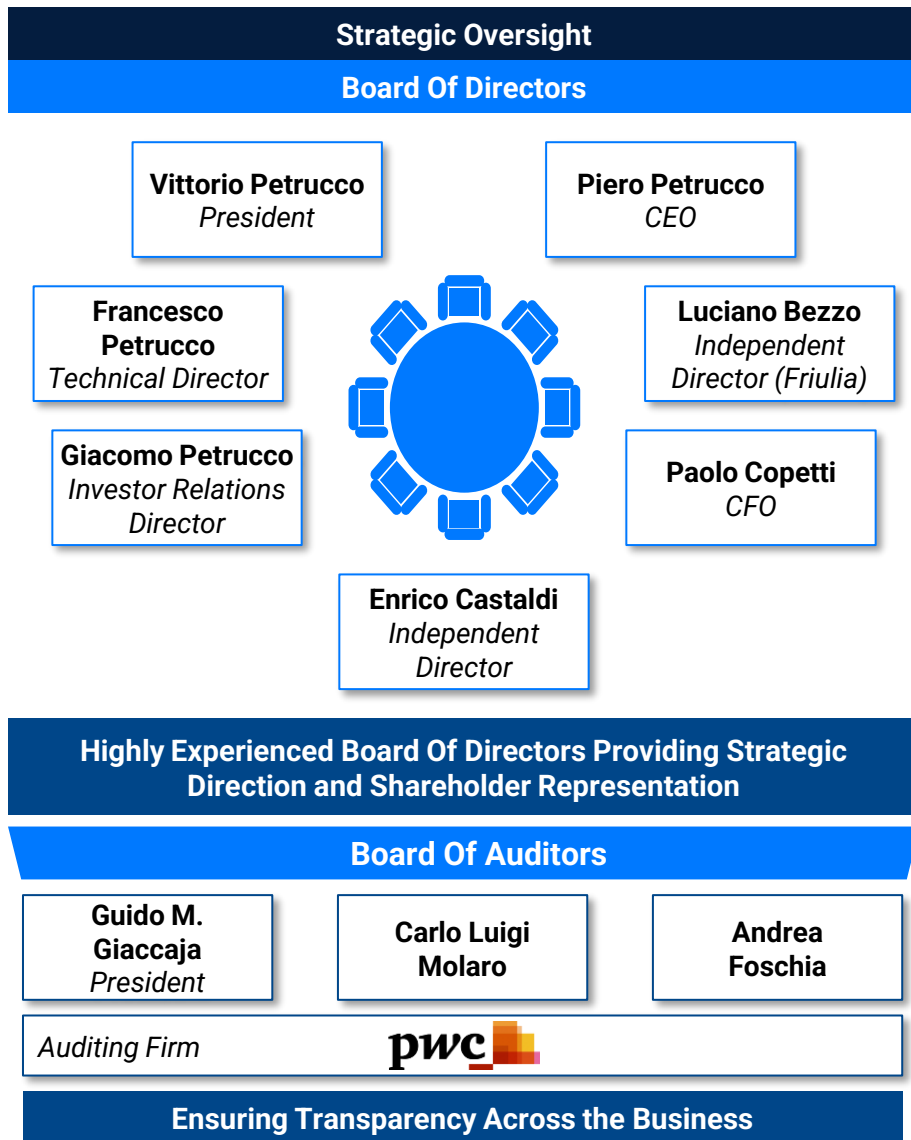 Strategic Oversight
Board Of Directors
Vittorio Petrucco
President
Piero Petrucco
CEO
Francesco
Petrucco
Technical Director
Luciano Bezzo
Independent
Director (Friulia)
Giacomo Petrucco
Investor Relations
Director
Paolo Copetti
CFO
Enrico Castaldi
Independent
Director
Highly Experienced Board Of Directors Providing Strategic
Direction and Shareholder Representation
Board Of Auditors
Guido M.
Giaccaja
President
Carlo Luigi
Molaro
Andrea
Foschia
Auditing Firm
pwc
Ensuring Transparency Across the Business